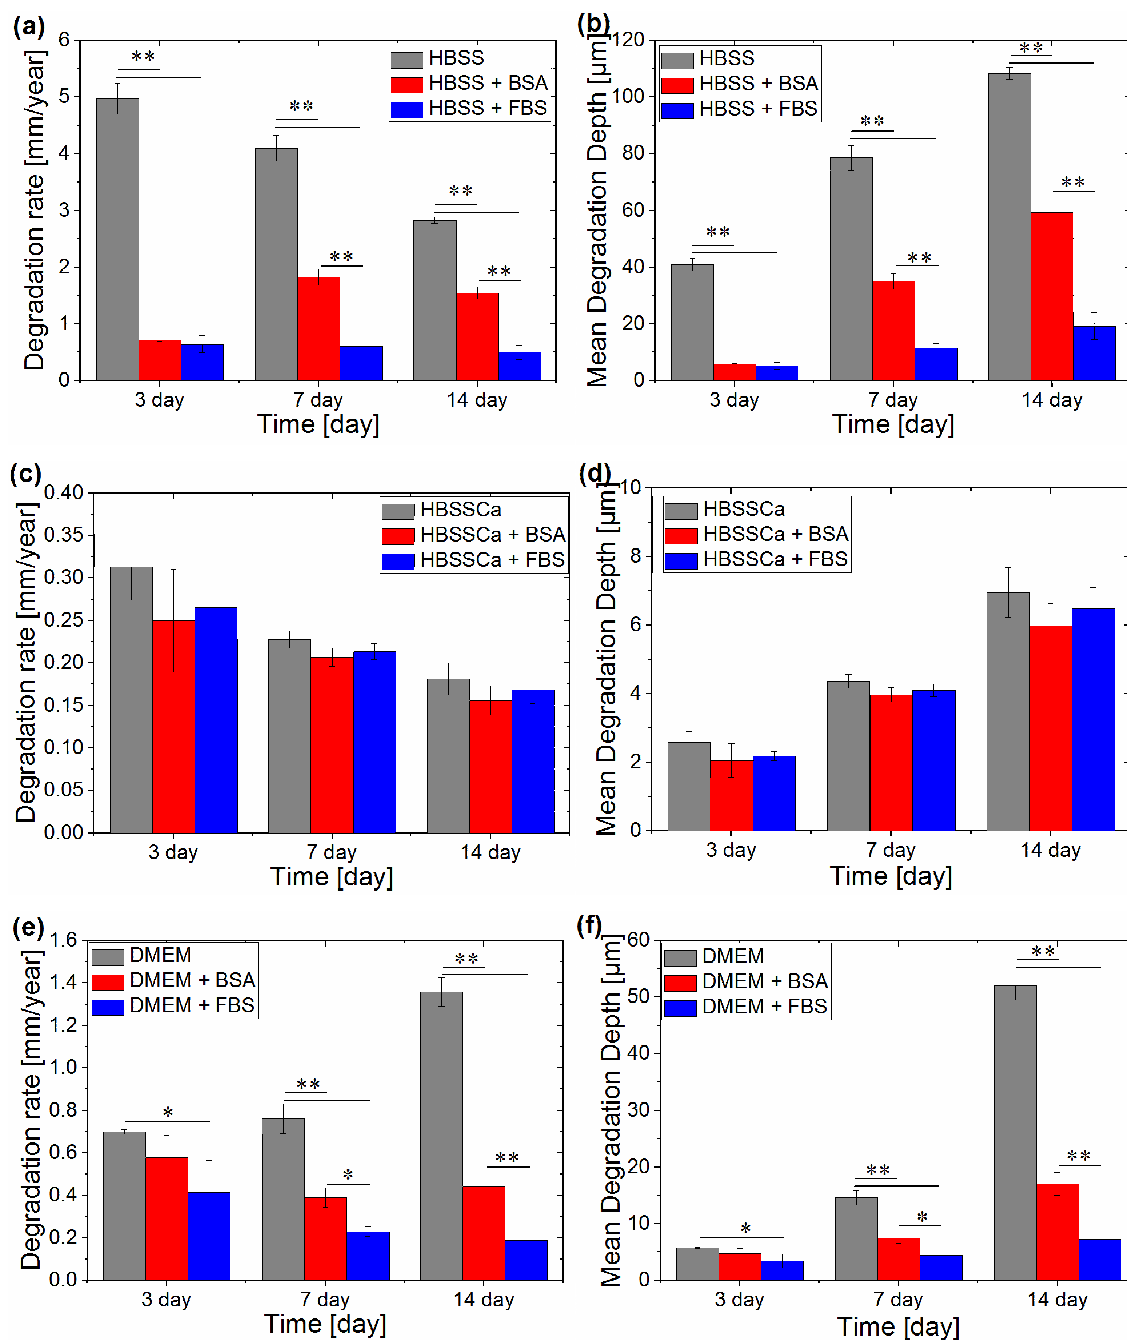 (a)
Degradation rate [mm/year]
6
5
4
3
2
1
0
**
**
**
**
**
HBSS
HBSS + BSA
HBSS + FBS
3 day
7 day
14 day
Time [day]
(b)
Mean Degradation Depth [µm]
120
100
80
60
40
20
0
HBSS
HBSS + BSA
HBSS + FBS
**
**
**
**
**
3 day
7 day
14 day
Time [day]
(c)
Degradation rate [mm/year]
0.40
0.35
0.30
0.25
0.20
0.15
0.10
0.05
0.00
HBSSCa
HBSSCa + BSA
HBSSCa + FBS
3 day
7 day
14 day
Time [day]
(d)
Mean Degradation Depth [µm]
10
8
6
4
2
0
HBSSCa
HBSSCa + BSA
HBSSCa + FBS
3 day
7 day
14 day
Time [day]
(e)
Degradation rate [mm/year]
1.6
1.4
1.2
1.0
0.8
0.6
0.4
0.2
0.0
DMEM
DMEM + BSA
DMEM + FBS
*
**
*
**
**
3 day
7 day
14 day
Time [day]
(f)
Mean Degradation Depth [µm]
60
50
40
30
20
10
0
DMEM
DMEM + BSA
DMEM + FBS
*
**
*
**
**
3 day
7 day
14 day
Time [day]